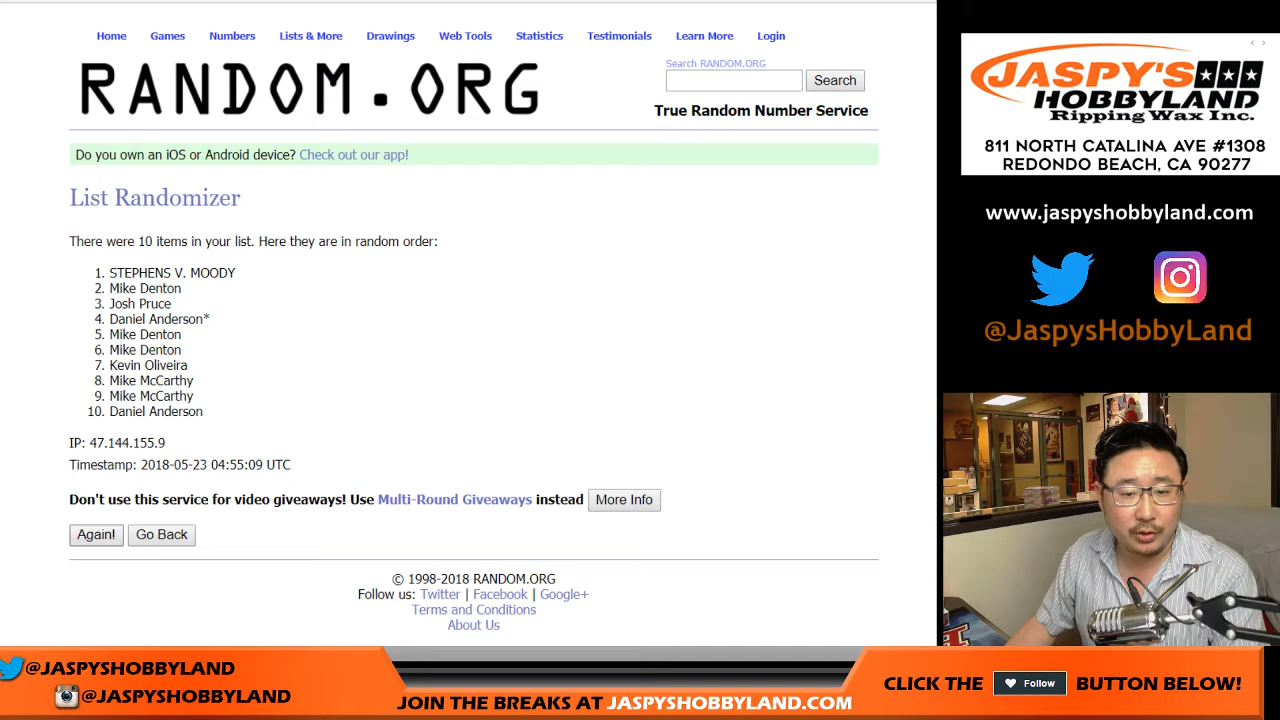 Home Games Numbers Lists & More Drawings Web Tools Statistics Testimonials Learn More Login
RANDOM.ORG
Search RANDOM.ORG
Search
True Random Number Service
Do you own an iOS or Android device? Check out our app!
List Randomizer
There were 10 items in your list. Here they are in random order:
1. STEPHENS V. MOODY
2. Mike Denton
3. Josh Pruce
4. Daniel Anderson*
5. Mike Denton
6. Mike Denton
7. Kevin Oliveira
8. Mike McCarthy
9. Mike McCarthy
10. Daniel Anderson
IP: 47.144.155.9
Timestamp: 2018-05-23 04:55:09 UTC
Don't use this service for video giveaways! Use Multi-Round Giveaways instead More Info
Again! Go Back
© 1998-2018 RANDOM.ORG
Follow us: Twitter | Facebook | Google+
Terms and Conditions
About Us
JASPY'S
HOBBYLAND
Ripping Wax Inc.
811 NORTH CATALINA AVE #1308
REDONDO BEACH, CA 90277
www.jaspyshobbyland.com
@JaspysHobbyLand
@JASPYSHOBBYLAND
@JASPYSHOBBYLAND
JOIN THE BREAKS AT JASPYSHOBBYLAND.COM
CLICK THE Follow BUTTON BELOW!